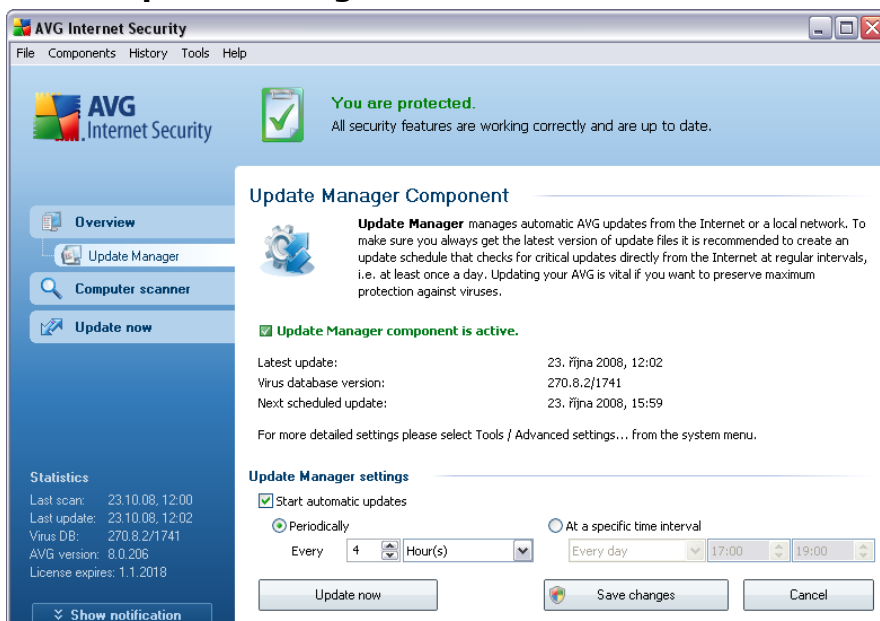 AVG Internet Security
File Components History Tools Help
AVG
Internet Security
You are protected.
All security features are working correctly and are up to date.
Overview
Update Manager
Computer scanner
Update now
Update Manager Component
Update Manager manages automatic AVG updates from the Internet or a local network. To
make sure you always get the latest version of update files it is recommended to create an
update schedule that checks for critical updates directly from the Internet at regular intervals,
i.e. at least once a day. Updating your AVG is vital if you want to preserve maximum
protection against viruses.
Update Manager component is active.
Latest update: 23. října 2008, 12:02
Virus database version: 270.8.2/1741
Next scheduled update: 23. října 2008, 15:59
For more detailed settings please select Tools / Advanced settings... from the system menu.
Update Manager settings
Start automatic updates
Periodically
At a specific time interval
Every 4 Hour(s)
Every day 17:00 19:00
Update now
Save changes
Cancel
Statistics
Last scan: 23.10.08, 12:00
Last update: 23.10.08, 12:02
Virus DB: 270.8.2/1741
AVG version: 8.0.206
License expires: 1.1.2018
Show notification